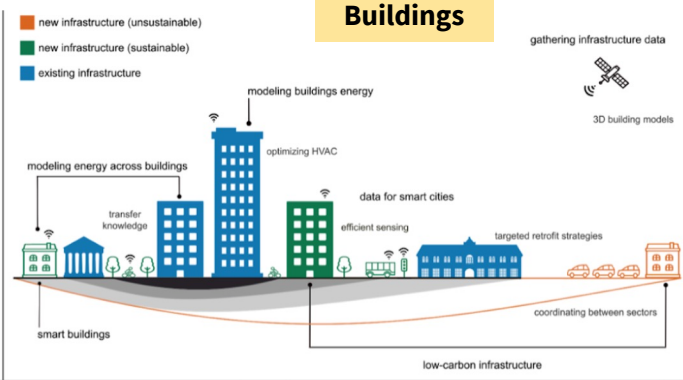 Buildings
new infrastructure (unsustainable)
new infrastructure (sustainable)
existing infrastructure
gathering infrastructure data
3D building models
modeling buildings energy
optimizing HVAC
modeling energy across buildings
transfer
knowledge
data for smart cities
efficient sensing
targeted retrofit strategies
coordinating between sectors
smart buildings
low-carbon infrastructure